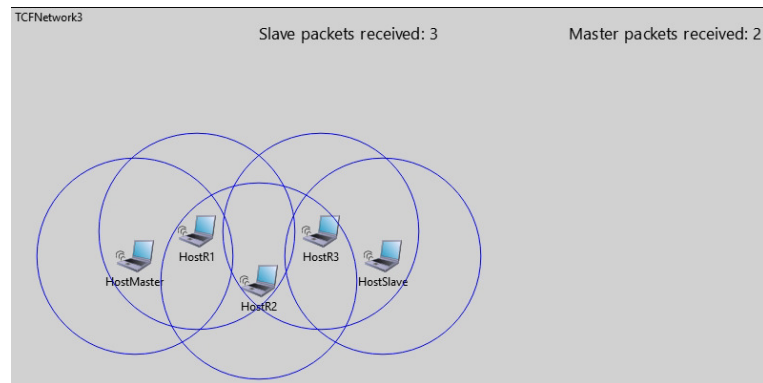 TCFNetwork3
Slave packets received: 3
Master packets received: 2
HostR1
HostR3
HostMaster
HostSlave
HostR2